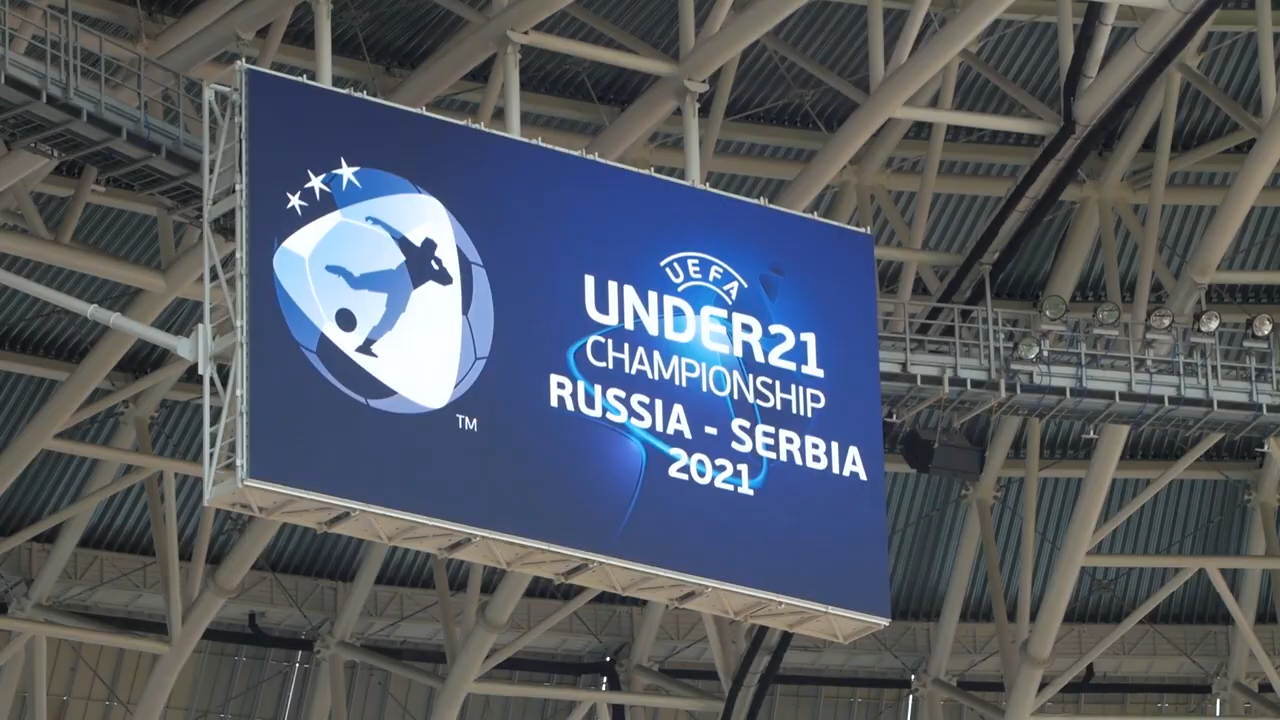 UEFA
UNDER21
CHAMPIONSHIP
RUSSIA - SERBIA
2021
TM